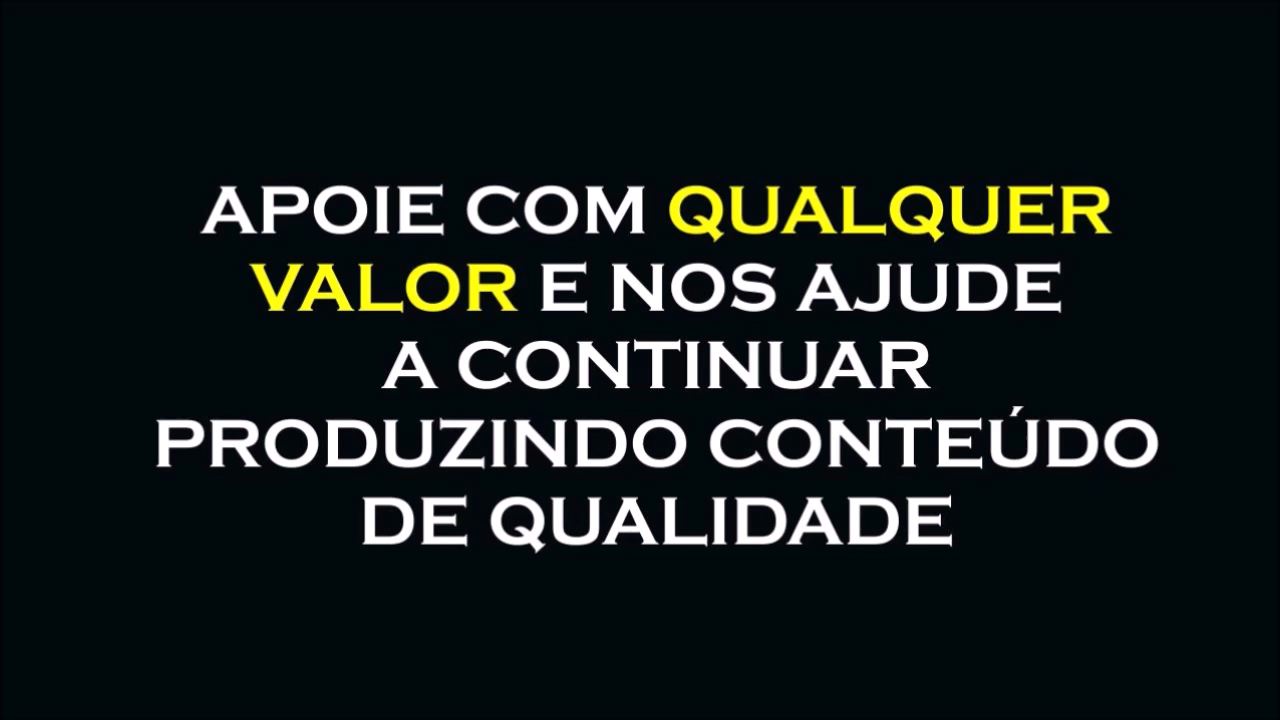 APOIE COM QUALQUER
VALOR E NOS AJUDE
A CONTINUAR
PRODUZINDO CONTEÚDO
DE QUALIDADE